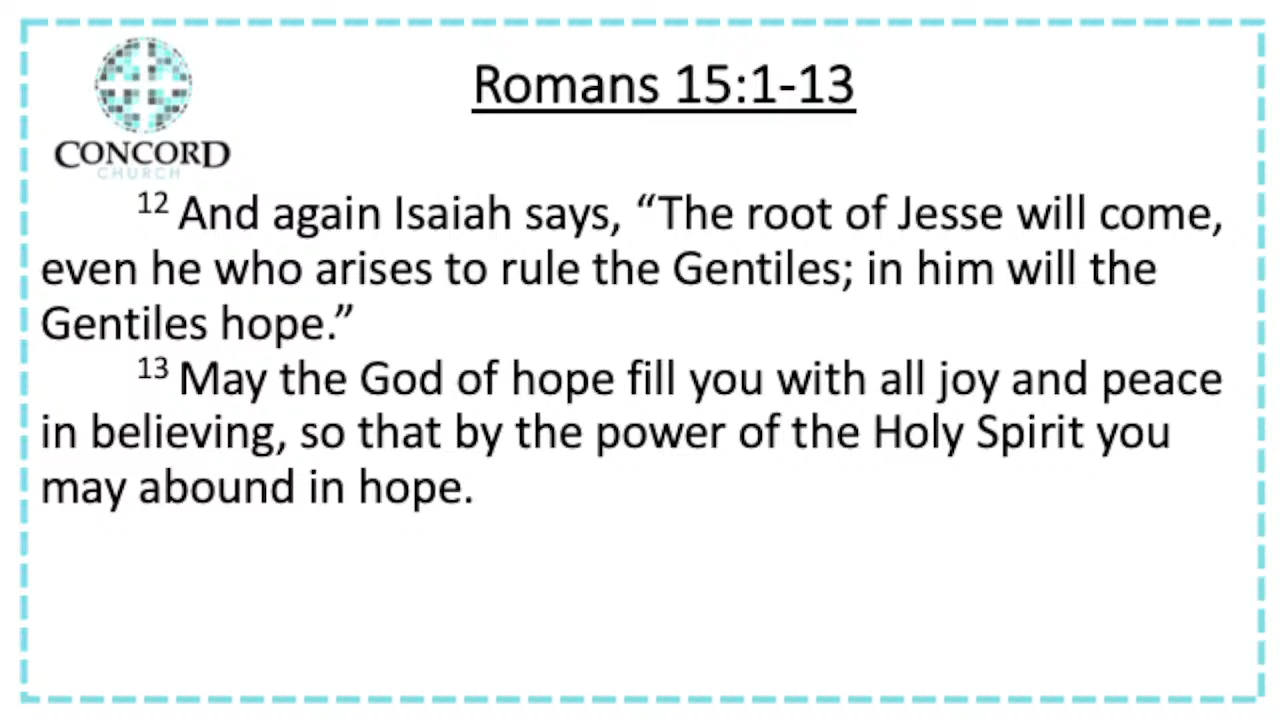 CONCORD
CHURCH
Romans 15:1-13
12 And again Isaiah says, “The root of Jesse will come,
even he who arises to rule the Gentiles; in him will the
Gentiles hope.”
13 May the God of hope fill you with all joy and peace
in believing, so that by the power of the Holy Spirit you
may abound in hope.